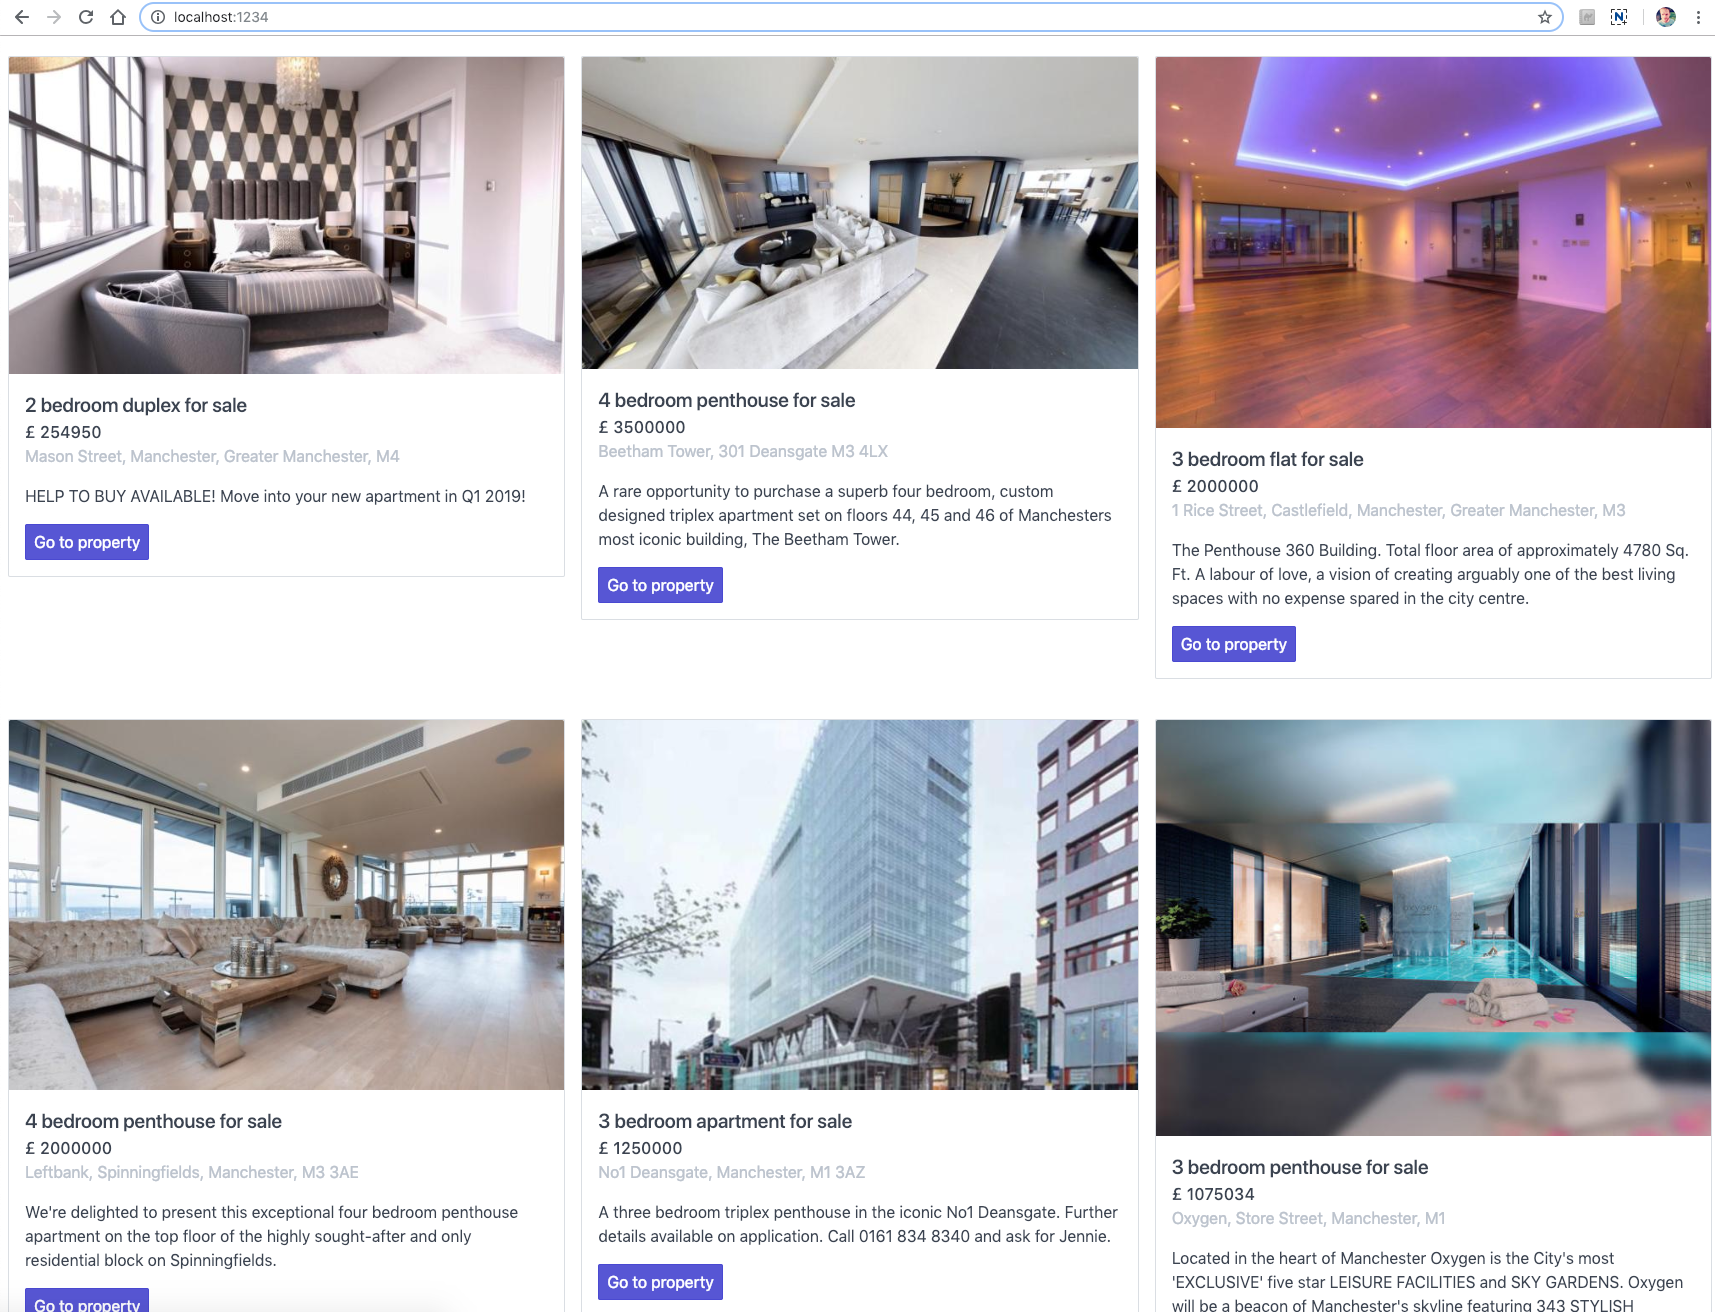 localhost:1234
2 bedroom duplex for sale
£ 254950
Mason Street, Manchester, Greater Manchester, M4
HELP TO BUY AVAILABLE! Move into your new apartment in Q1 2019!
Go to property
4 bedroom penthouse for sale
£ 3500000
Beetham Tower, 301 Deansgate M3 4LX
A rare opportunity to purchase a superb four bedroom, custom
designed triplex apartment set on floors 44, 45 and 46 of Manchesters
most iconic building, The Beetham Tower.
Go to property
3 bedroom flat for sale
£ 2000000
1 Rice Street, Castlefield, Manchester, Greater Manchester, M3
The Penthouse 360 Building. Total floor area of approximately 4780 Sq.
Ft. A labour of love, a vision of creating arguably one of the best living
spaces with no expense spared in the city centre.
Go to property
4 bedroom penthouse for sale
£ 2000000
Leftbank, Spinningfields, Manchester, M3 3AE
We're delighted to present this exceptional four bedroom penthouse
apartment on the top floor of the highly sought-after and only
residential block on Spinningfields.
Go to property
3 bedroom apartment for sale
£ 1250000
No1 Deansgate, Manchester, M1 3AZ
A three bedroom triplex penthouse in the iconic No1 Deansgate. Further
details available on application. Call 0161 834 8340 and ask for Jennie.
Go to property
3 bedroom penthouse for sale
£ 1075034
Oxygen, Store Street, Manchester, M1
Located in the heart of Manchester Oxygen is the City's most
'EXCLUSIVE' five star LEISURE FACILITIES and SKY GARDENS. Oxygen
will be a beacon of Manchester's skyline featuring 343 STYLISH